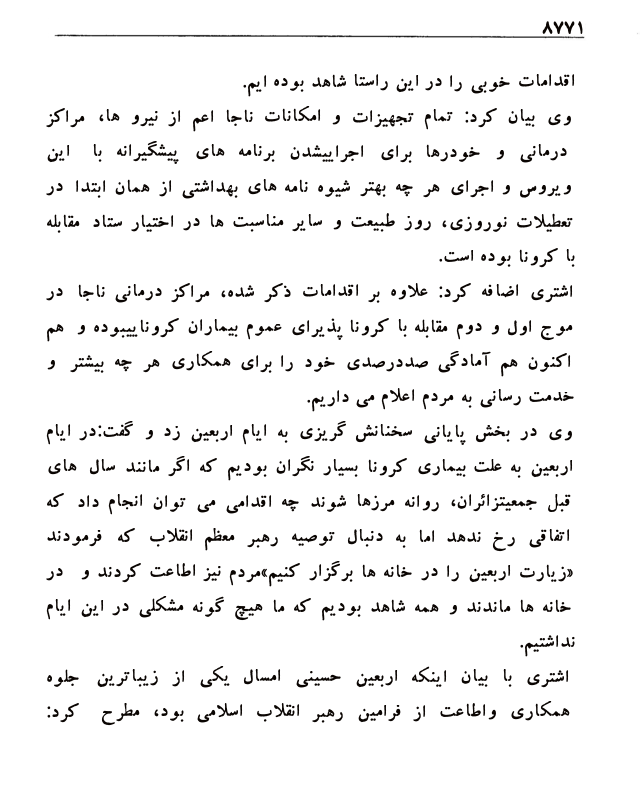 ۸۷۷۱
اقدامات خوبی را در این راستا شاهد بوده ایم.
وی بیان کرد: تمام تجهیزات و امکانات ناجا اعم از نیرو ها، مراکز
درمانی و خودرها برای اجراییشدن برنامه های پیشگیرانه با این
ویروس و اجرای هر چه بهتر شیوه نامه های بهداشتی از همان ابتدا در
تعطیلات نوروزی، روز طبیعت و سایر مناسبت ها در اختیار ستاد مقابله
با کرونا بوده است.
اشتری اضافه کرد: علاوه بر اقدامات ذکر شده، مراکز درمانی ناجا در
موج اول و دوم مقابله با کرونا پذیرای عموم بیماران کروناییبوده و هم
اکنون هم آمادگی صددرصدی خود را برای همکاری هر چه بیشتر و
خدمت رسانی به مردم اعلام می داریم.
وی در بخش پایانی سخنانش گریزی به ایام اربعین زد و گفت:در ایام
اربعین به علت بیماری کرونا بسیار نگران بودیم که اگر مانند سال های
قبل جمعیتزائران، روانه مرزها شوند چه اقدامی می توان انجام داد که
اتفاقی رخ ندهد اما به دنبال توصیه رهبر معظم انقلاب که فرمودند
«زیارت اربعین را در خانه ها برگزار کنیم»مردم نیز اطاعت کردند و در
خانه ها ماندند و همه شاهد بودیم که ما هیچ گونه مشکلی در این ایام
نداشتیم.
اشتری با بیان اینکه اربعین حسینی امسال یکی از زیباترین جلوه
همکاری واطاعت از فرامین رهبر انقلاب اسلامی بود، مطرح کرد: